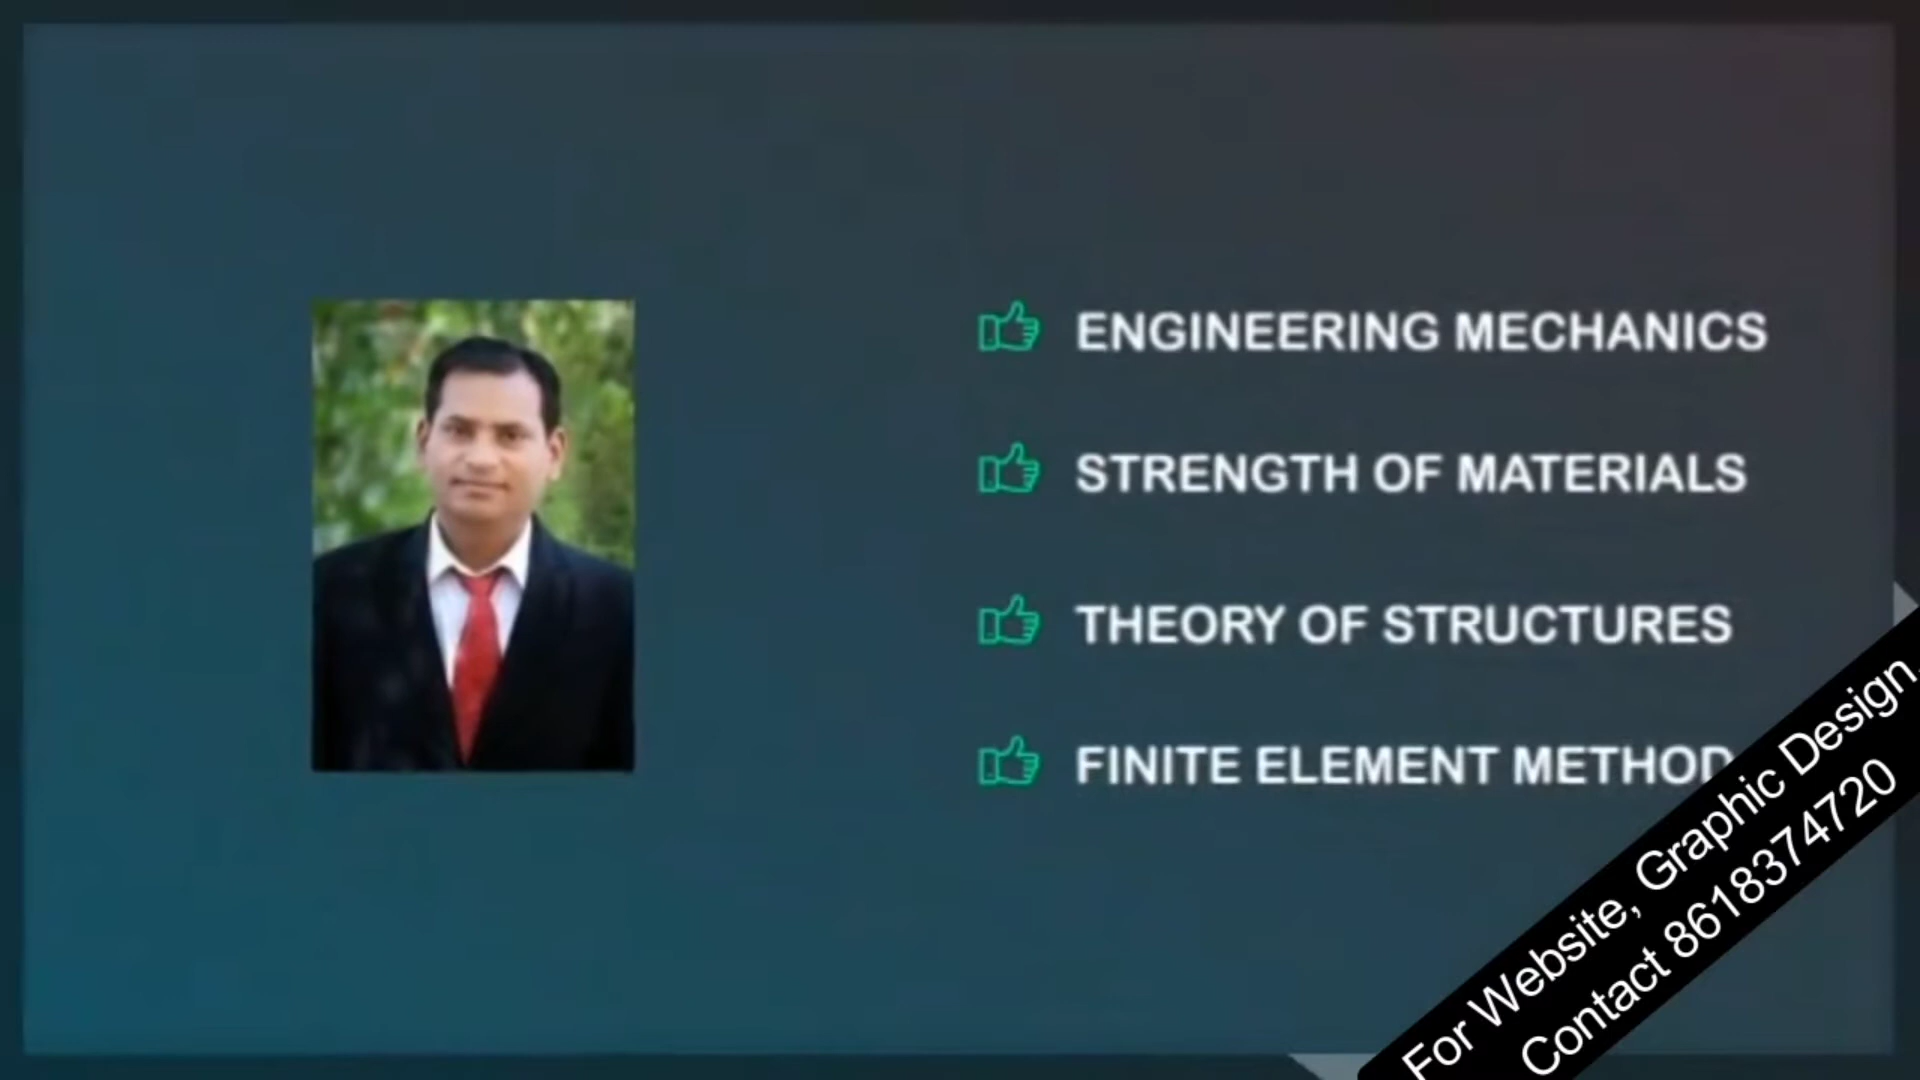 ENGINEERING MECHANICS
STRENGTH OF MATERIALS
THEORY OF STRUCTURES
FINITE ELEMENT METHOD
For Website, Graphic Design,
Contact 8618374720